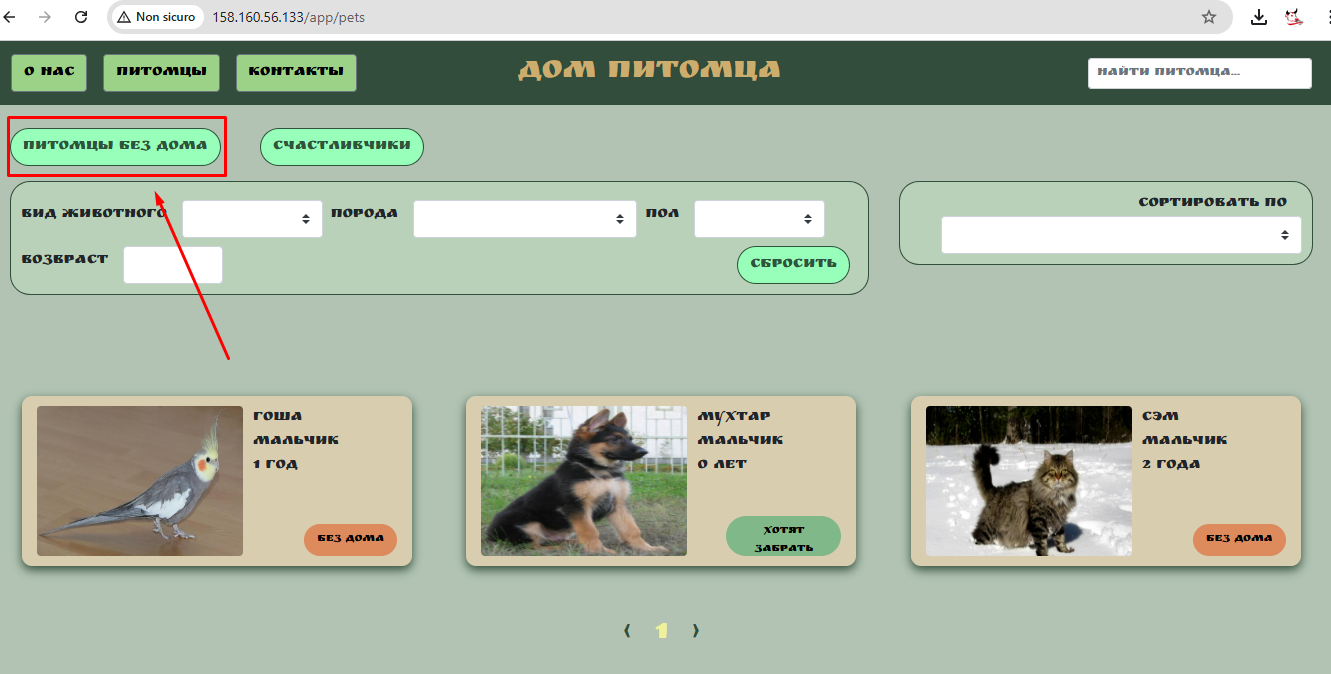 Non sicuro 158.160.56.133/app/pets
О НАС ПИТОМЦЫ КОНТАКТЫ ДОМ ПИТОМЦА НАЙТИ ПИТОМЦА...
ПИТОМЦЫ БЕЗ ДОМА СЧАСТЛИВЧИКИ
ВИД ЖИВОТНОГО ПОРОДА ПОЛ
ВОЗВРАСТ СБРОСИТЬ
СОРТИРОВАТЬ ПО
ГОША
МАЛЬЧИК
1 ГОД
БЕЗ ДОМА
МУХТАР
МАЛЬЧИК
0 ЛЕТ
ХОТЯТ
ЗАБРАТЬ
СЭМ
МАЛЬЧИК
2 ГОДА
БЕЗ ДОМА
‹ 1 ›